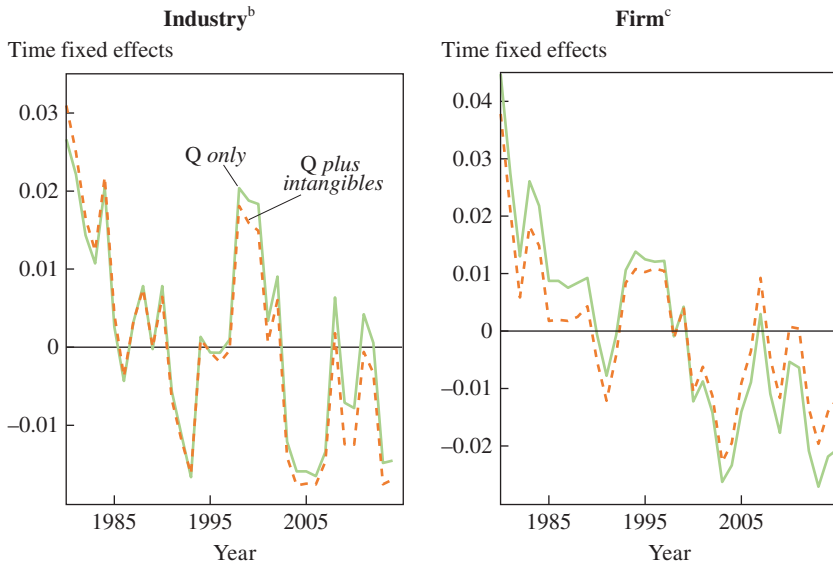 Industryᵇ
Time fixed effects
0.03
0.02
0.01
0
–0.01
Q only
Q plus
intangibles
1985
1995
2005
Year
Firmᶜ
Time fixed effects
0.04
0.03
0.02
0.01
0
–0.01
–0.02
1985
1995
2005
Year